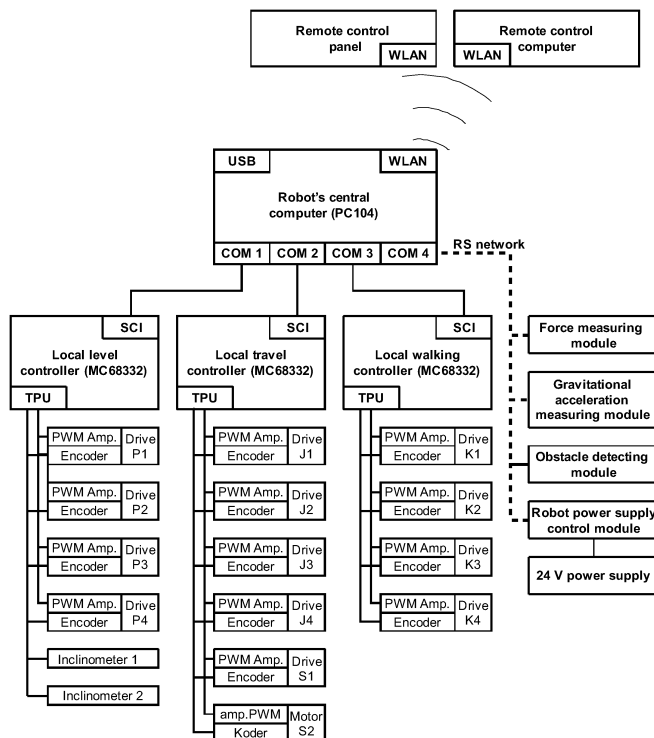 Remote control
panel
WLAN
Remote control
computer
WLAN
USB
WLAN
Robot's central
computer (PC104)
COM 1
COM 2
COM 3
COM 4
RS network
SCI
Local level
controller (MC68332)
TPU
SCI
Local travel
controller (MC68332)
TPU
SCI
Local walking
controller (MC68332)
TPU
PWM Amp.
Encoder
Drive
P1
PWM Amp.
Encoder
Drive
P2
PWM Amp.
Encoder
Drive
P3
PWM Amp.
Encoder
Drive
P4
Inclinometer 1
Inclinometer 2
PWM Amp.
Encoder
Drive
J1
PWM Amp.
Encoder
Drive
J2
PWM Amp.
Encoder
Drive
J3
PWM Amp.
Encoder
Drive
J4
PWM Amp.
Encoder
Drive
S1
amp.PWM
Koder
Motor
S2
PWM Amp.
Encoder
Drive
K1
PWM Amp.
Encoder
Drive
K2
PWM Amp.
Encoder
Drive
K3
PWM Amp.
Encoder
Drive
K4
Force measuring
module
Gravitational
acceleration
measuring module
Obstacle detecting
module
Robot power supply
control module
24 V power supply